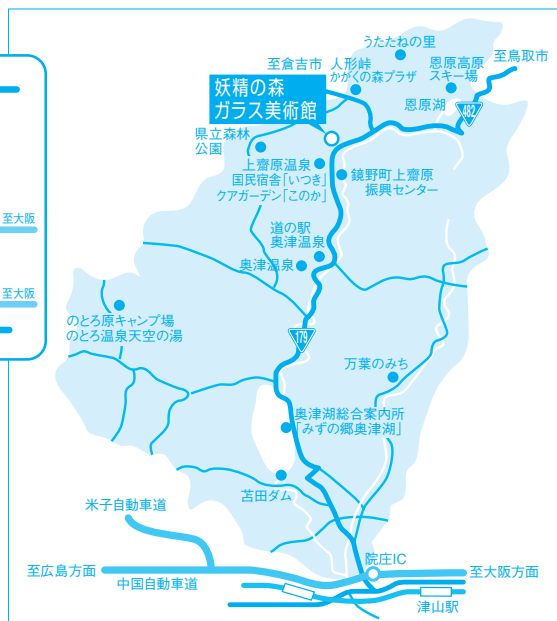 うたたねの里
至倉吉市
人形峠
かがくの森プラザ
恩原高原
スキー場
至鳥取市
妖精の森
ガラス美術館
恩原湖
482
県立森林
公園
上齋原温泉
国民宿舎「いつき」
クアガーデン「このか」
鏡野町上齋原
振興センター
至大阪
道の駅
奥津温泉
奥津温泉
至大阪
のとろ原キャンプ場
のとろ温泉天空の湯
179
万葉のみち
奥津湖総合案内所
「みずの郷奥津湖」
苫田ダム
米子自動車道
院庄IC
至広島方面
至大阪方面
中国自動車道
津山駅